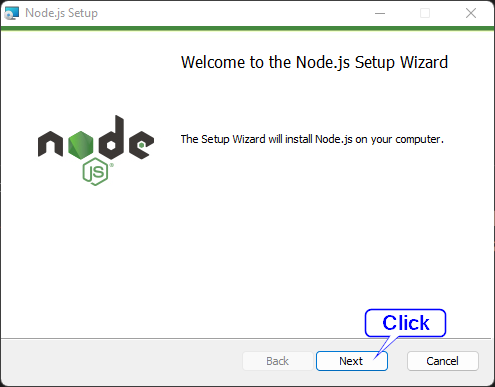 Node.js Setup
Welcome to the Node.js Setup Wizard
node
JS®
The Setup Wizard will install Node.js on your computer.
Click
Back Next Cancel